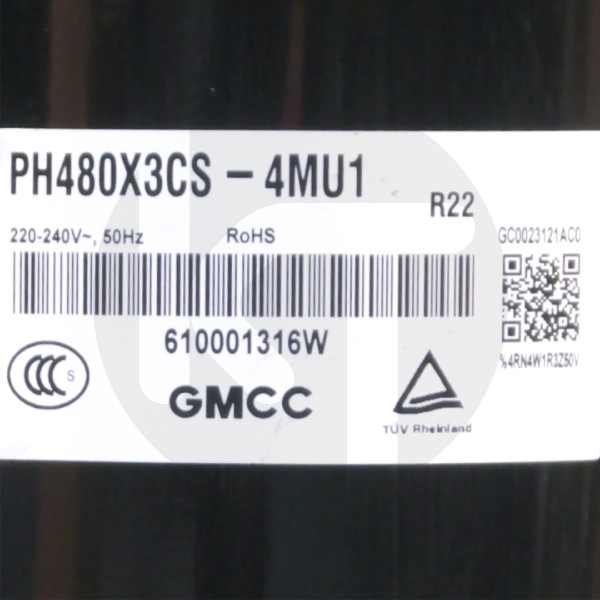 PH480X3CS - 4MU1
R22
220-240V~, 50Hz RoHS
GC0023121AC0
610001316W
%4RN4W1R3Z50V
CCC S
GMCC
TÜV Rheinland